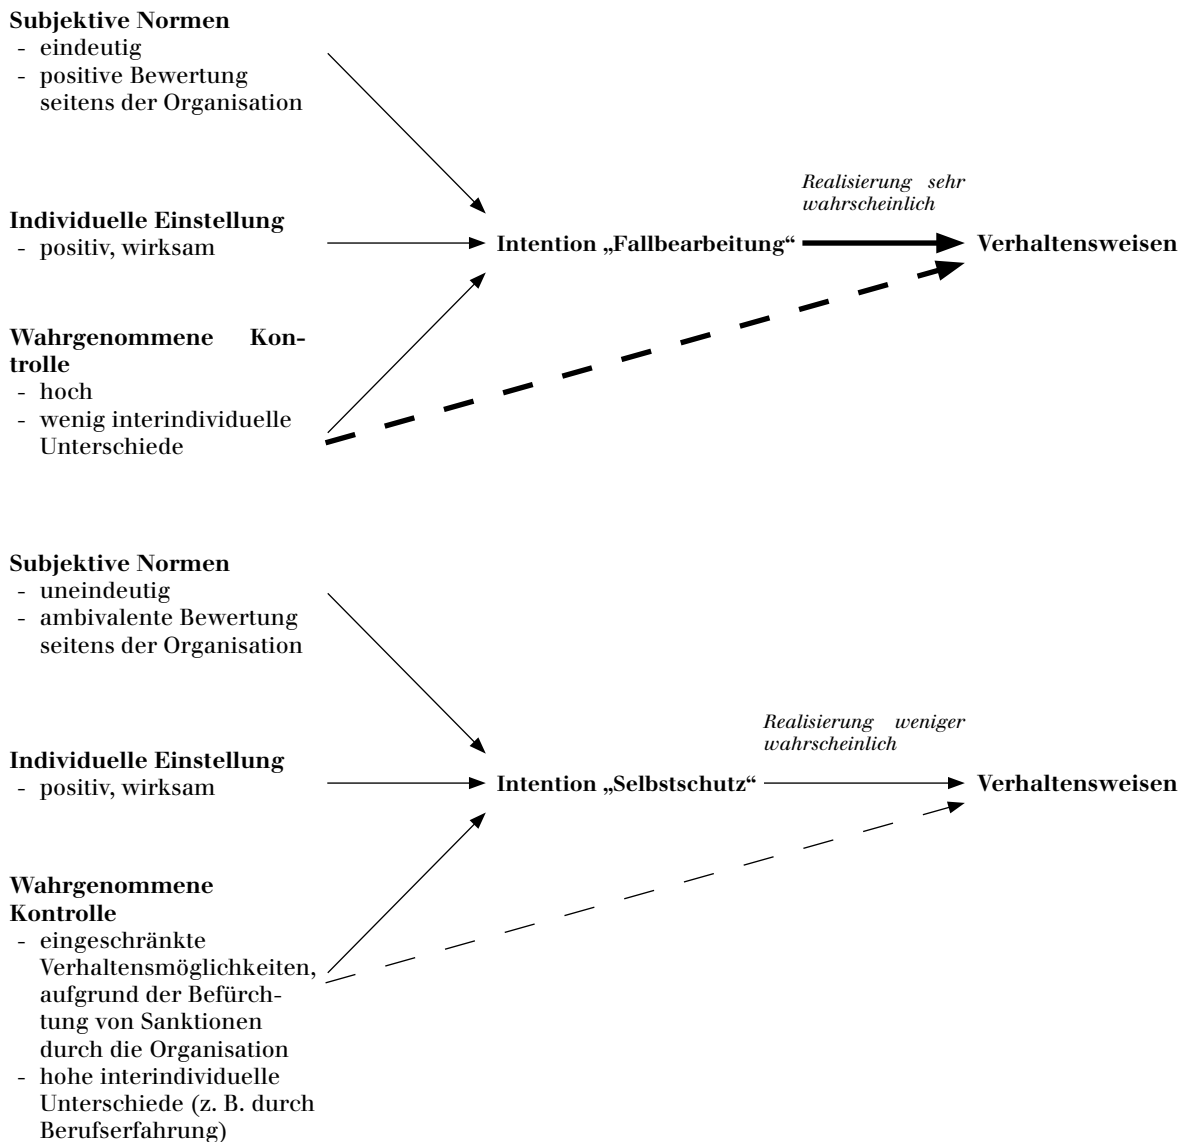 Subjektive Normen
- eindeutig
- positive Bewertung
seitens der Organisation
Realisierung sehr
wahrscheinlich
Individuelle Einstellung
- positiv, wirksam
Intention „Fallbearbeitung“
Verhaltensweisen
Wahrgenommene Kon-
trolle
- hoch
- wenig interindividuelle
Unterschiede
Subjektive Normen
- uneindeutig
- ambivalente Bewertung
seitens der Organisation
Realisierung weniger
wahrscheinlich
Individuelle Einstellung
- positiv, wirksam
Intention „Selbstschutz“
Verhaltensweisen
Wahrgenommene
Kontrolle
- eingeschränkte
Verhaltensmöglichkeiten,
aufgrund der Befürch-
tung von Sanktionen
durch die Organisation
- hohe interindividuelle
Unterschiede (z. B. durch
Berufserfahrung)